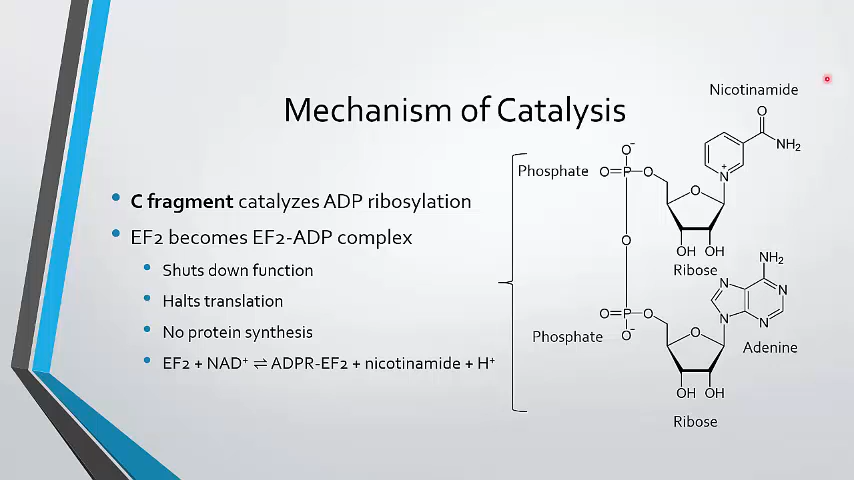 Mechanism of Catalysis
C fragment catalyzes ADP ribosylation
EF2 becomes EF2-ADP complex
Shuts down function
Halts translation
No protein synthesis
EF2 + NAD⁺ ⇌ ADPR-EF2 + nicotinamide + H⁺
Nicotinamide
O
NH₂
N
+
O⁻
Phosphate
O=P-O
O
OH OH
Ribose
O
NH₂
N
N
N
N
Adenine
O=P-O
O⁻
Phosphate
O
OH OH
Ribose